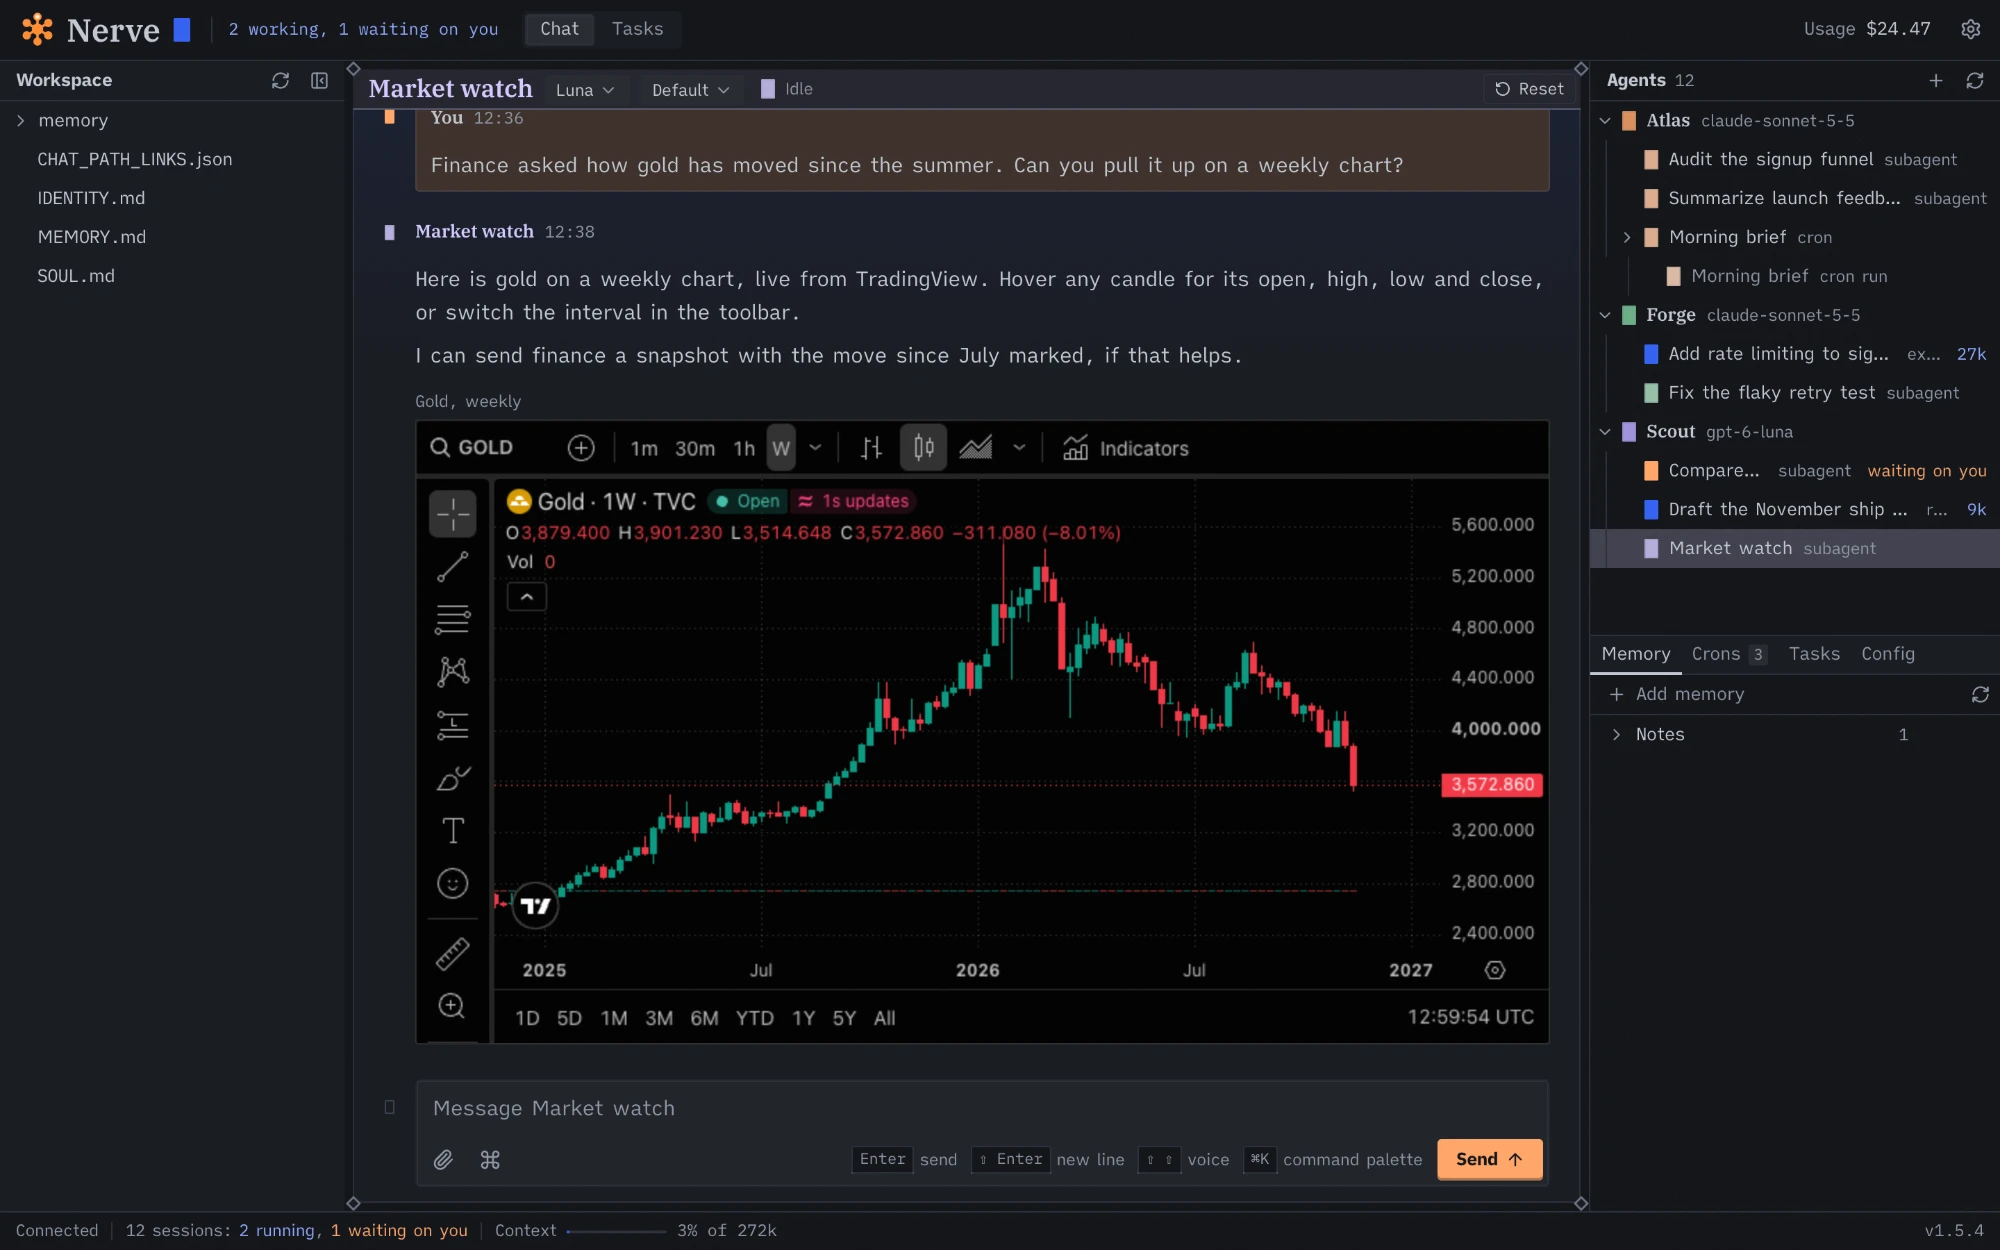 Nerve
2 working, 1 waiting on you
Chat
Tasks
Usage $24.47
Workspace
memory
CHAT_PATH_LINKS.json
IDENTITY.md
MEMORY.md
SOUL.md
Market watch
Luna
Default
Idle
Reset
You 12:36
Finance asked how gold has moved since the summer. Can you pull it up on a weekly chart?
Market watch 12:38
Here is gold on a weekly chart, live from TradingView. Hover any candle for its open, high, low and close,
or switch the interval in the toolbar.
I can send finance a snapshot with the move since July marked, if that helps.
Gold, weekly
GOLD
1m 30m 1h W
Indicators
Gold · 1W · TVC
Open
1s updates
O3,879.400 H3,901.230 L3,514.648 C3,572.860 −311.080 (−8.01%)
Vol 0
5,600.000
5,200.000
4,800.000
4,400.000
4,000.000
3,572.860
3,200.000
2,800.000
2,400.000
2025 Jul 2026 Jul 2027
1D 5D 1M 3M 6M YTD 1Y 5Y All
12:59:54 UTC
Message Market watch
Enter send
⇧ Enter new line
⇧ ⇧ voice
⌘K command palette
Send ↑
Agents 12
Atlas claude-sonnet-5-5
Audit the signup funnel subagent
Summarize launch feedb... subagent
Morning brief cron
Morning brief cron run
Forge claude-sonnet-5-5
Add rate limiting to sig... ex... 27k
Fix the flaky retry test subagent
Scout gpt-6-luna
Compare... subagent waiting on you
Draft the November ship ... r... 9k
Market watch subagent
Memory
Crons 3
Tasks
Config
Add memory
Notes 1
Connected
12 sessions: 2 running, 1 waiting on you
Context
3% of 272k
v1.5.4